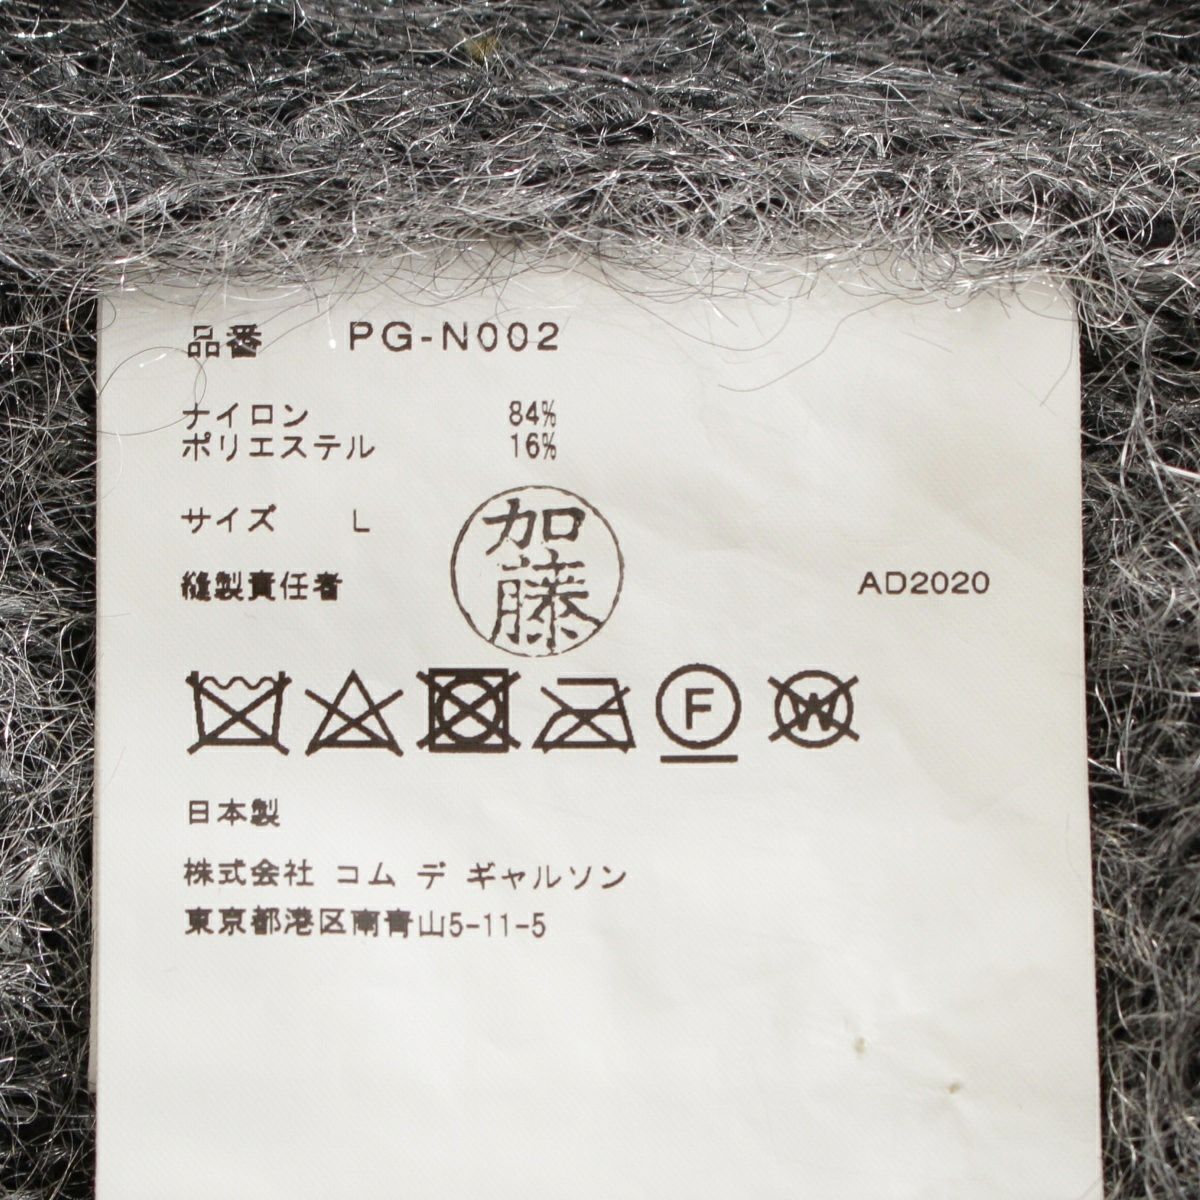 品番 PG-N002
ナイロン 84%
ポリエステル 16%
サイズ L
縫製責任者 加藤 AD2020
F W
日本製
株式会社 コム デ ギャルソン
東京都港区南青山5-11-5